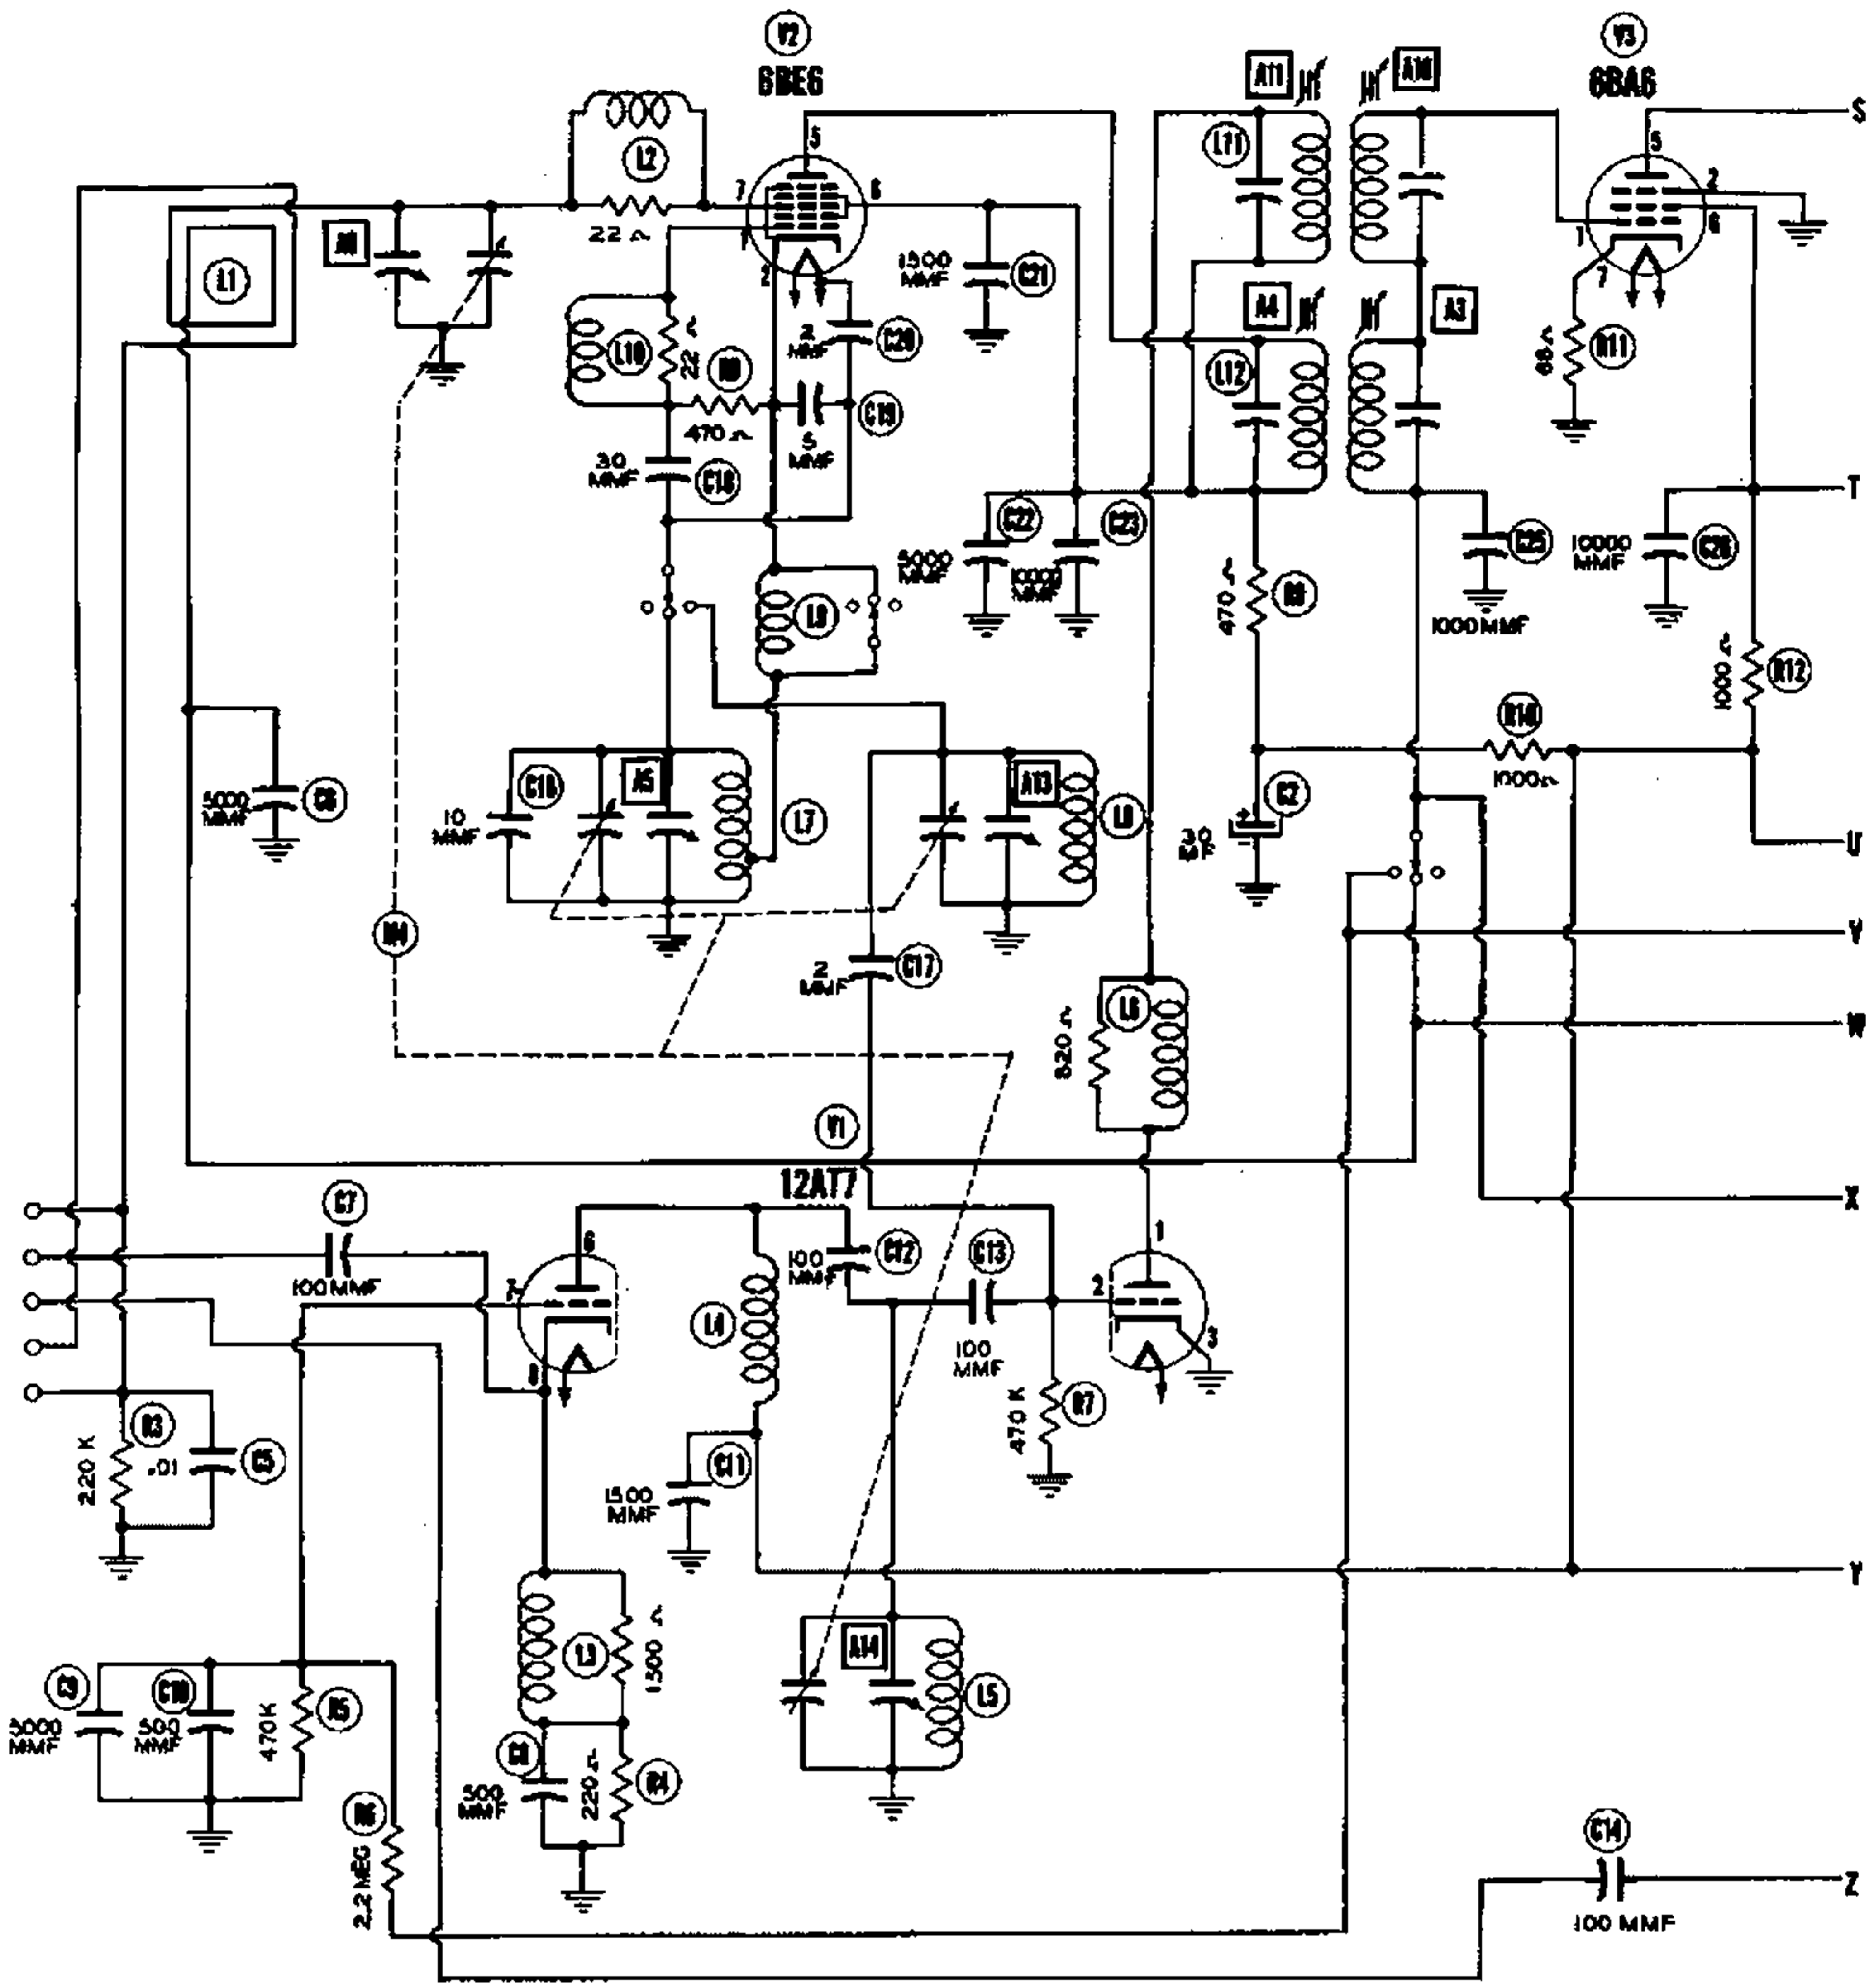 V2
6BE6
V3
6BA6
A11
A10
S
L2
5
5
L11
7
6
2
22 Ω
1
6
L1
2
1
7
1500
MMF
C21
A4
A3
2
MMF
C20
L10
22 Ω
L12
68 Ω
R11
C19
470 Ω
5
MMF
30
MMF
C18
T
C22
C23
5000
MMF
10000
MMF
C25
10000
MMF
C26
470 Ω
R9
L9
1000 MMF
1000 Ω
R12
R10
1000 Ω
5000
MMF
C6
C16
A5
A13
10
MMF
L7
L8
C2
30
MF
U
M4
V
2
MMF
C17
L6
820 Ω
W
V1
12AT7
X
C7
6
1
100
MMF
C12
C13
100 MMF
7
2
L4
3
100
MMF
8
R3
470 K
R7
220 K
.01
C5
C11
1500
MMF
Y
L3
1500 Ω
A14
C9
C10
L5
5000
MMF
500
MMF
470K
R5
C8
500
MMF
220 Ω
R4
R6
C14
2.2 MEG
Z
100 MMF